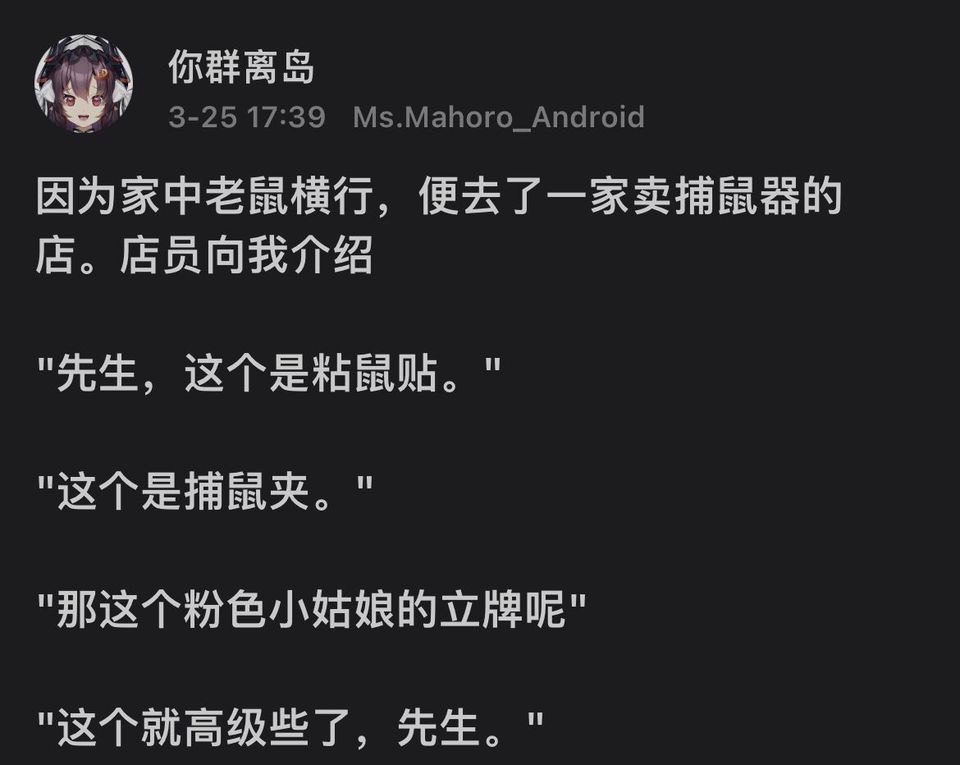 你群离岛
3-25 17:39 Ms.Mahoro_Android
因为家中老鼠横行，便去了一家卖捕鼠器的
店。店员向我介绍
"先生，这个是粘鼠贴。"
"这个是捕鼠夹。"
"那这个粉色小姑娘的立牌呢"
"这个就高级些了，先生。"